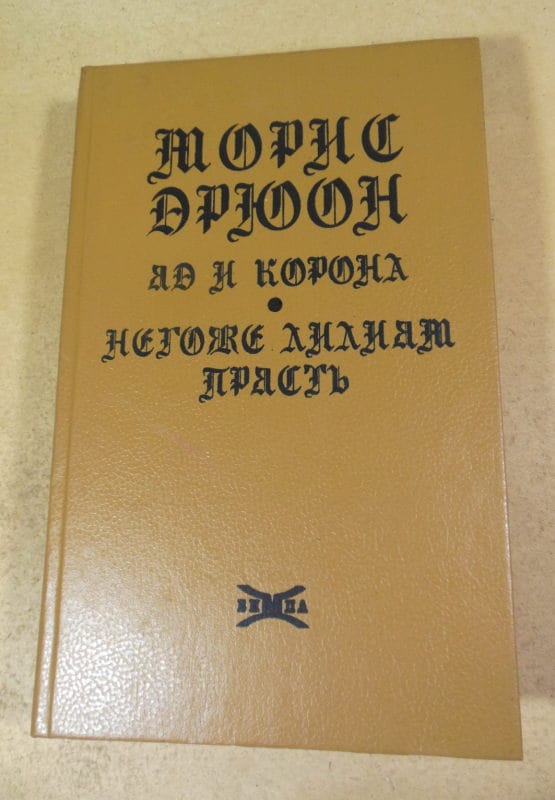 МОРИС
ДРЮОН
ЯД И КОРОНА
•
НЕГОЖЕ ЛИЛИЯМ
ПРЯСТЬ